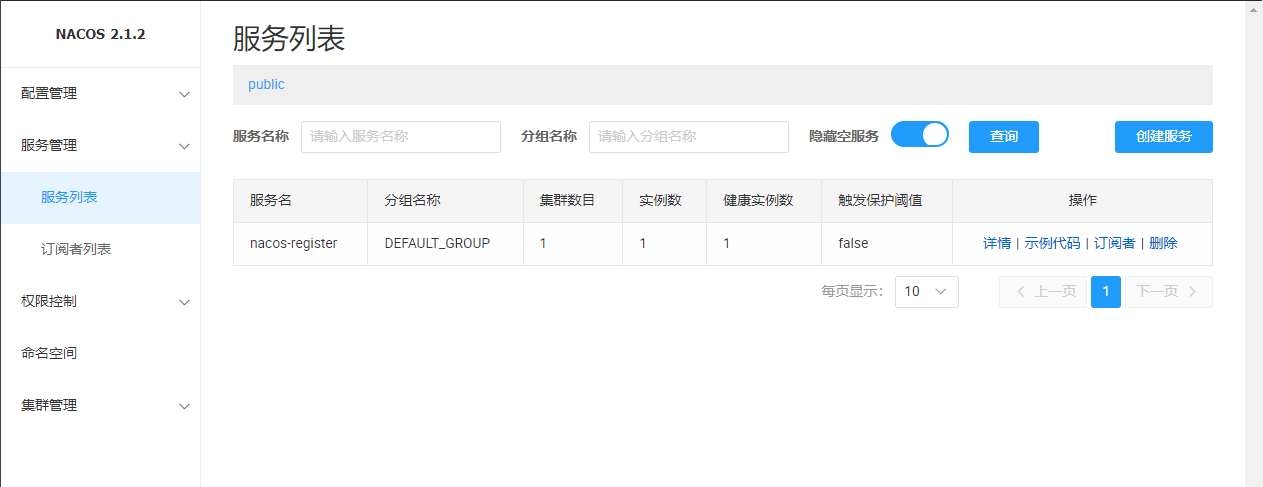 NACOS 2.1.2
配置管理
服务管理
服务列表
订阅者列表
权限控制
命名空间
集群管理
服务列表
public
服务名称 请输入服务名称 分组名称 请输入分组名称 隐藏空服务 查询 创建服务
服务名 分组名称 集群数目 实例数 健康实例数 触发保护阈值 操作
nacos-register DEFAULT_GROUP 1 1 1 false 详情 | 示例代码 | 订阅者 | 删除
每页显示: 10 上一页 1 下一页